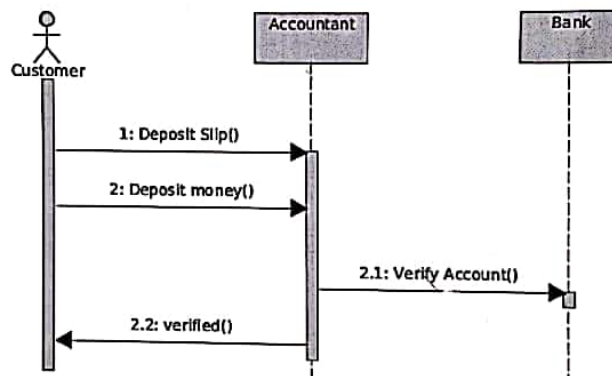 Accountant
Bank
Customer
1: Deposit Slip()
2: Deposit money()
2.1: Verify Account()
2.2: verified()